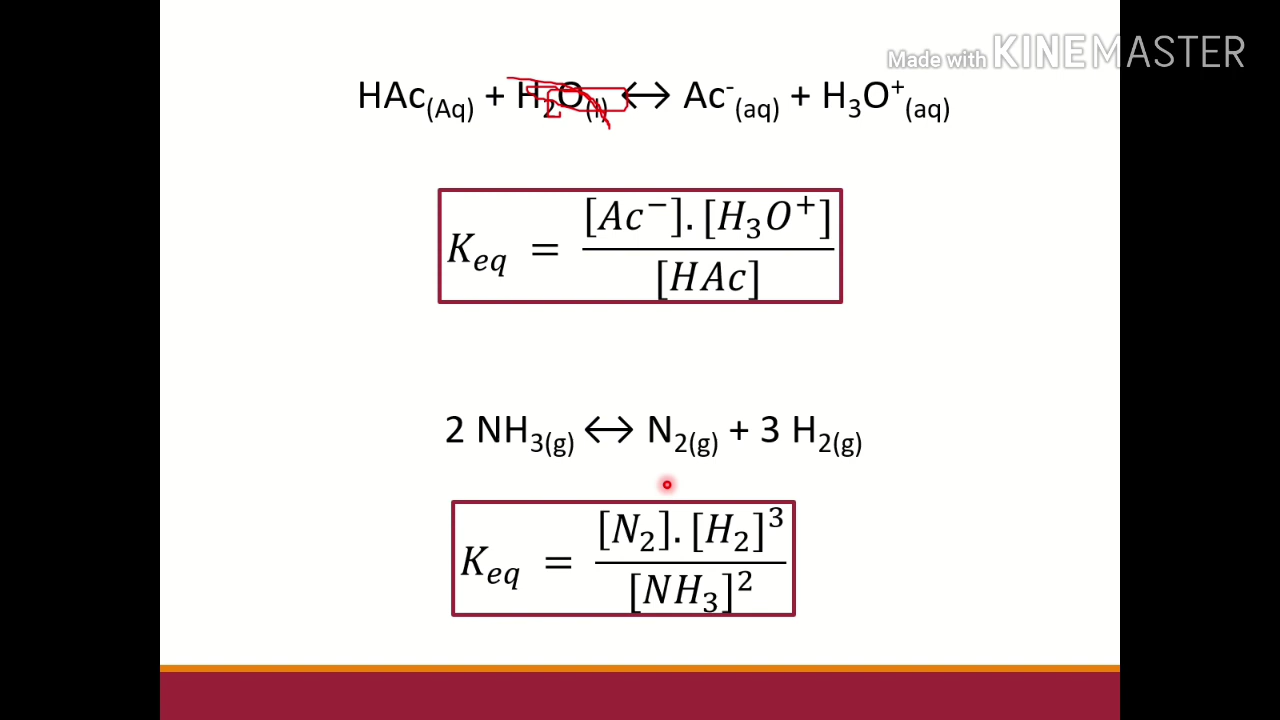 Made with KINEMASTER
HAc(Aq) + H2O(l) ↔ Ac-(aq) + H3O+(aq)
Keq = [Ac−].[H3O+] / [HAc]
2 NH3(g) ↔ N2(g) + 3 H2(g)
Keq = [N2].[H2]3 / [NH3]2